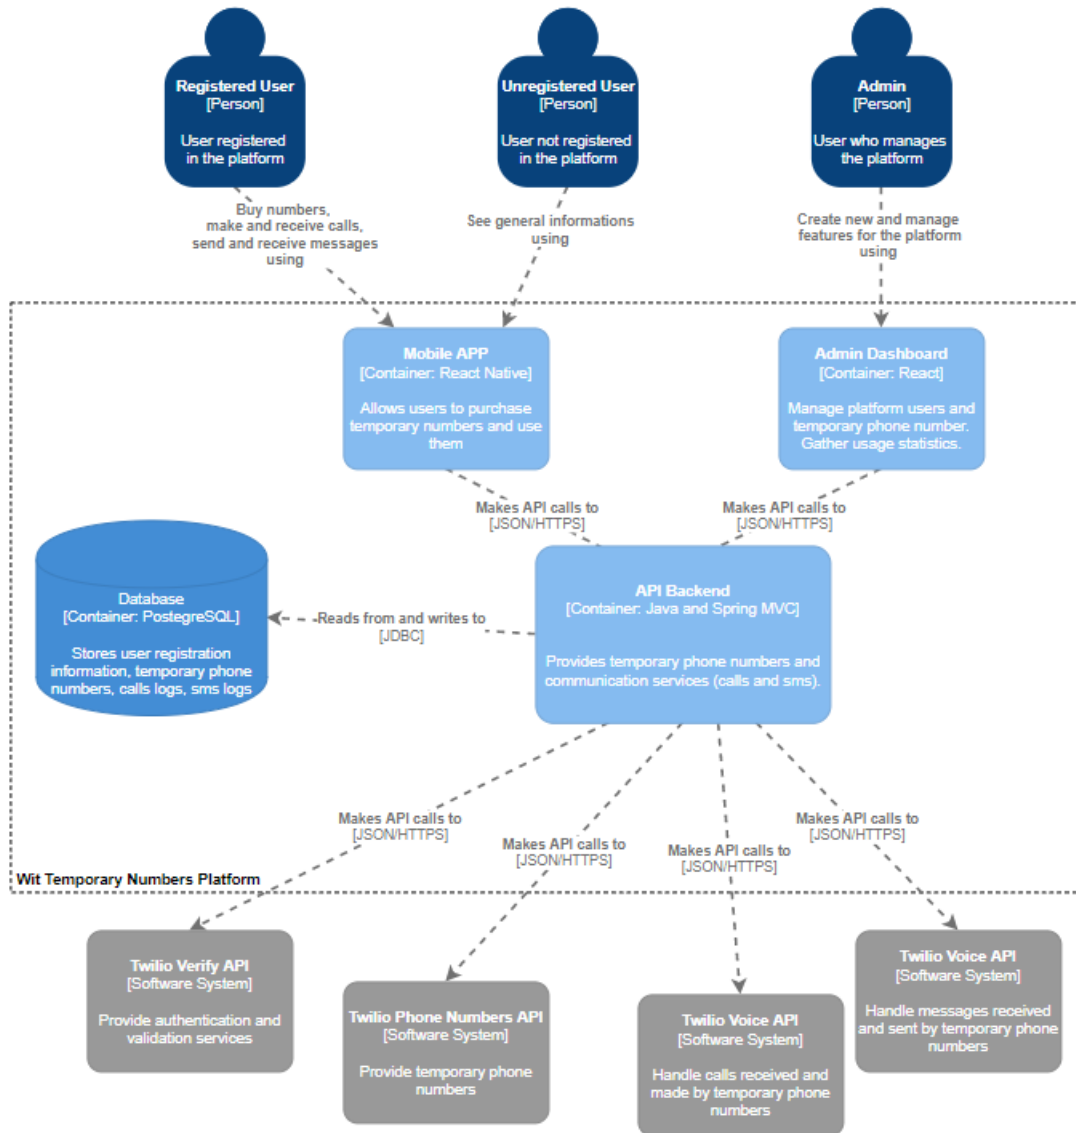 Registered User
[Person]
User registered
in the platform
Unregistered User
[Person]
User not registered
in the platform
Admin
[Person]
User who manages
the platform
Buy numbers,
make and receive calls,
send and receive messages
using
See general informations
using
Create new and manage
features for the platform
using
Mobile APP
[Container: React Native]
Allows users to purchase
temporary numbers and use
them
Admin Dashboard
[Container: React]
Manage platform users and
temporary phone number.
Gather usage statistics.
Makes API calls to
[JSON/HTTPS]
Makes API calls to
[JSON/HTTPS]
Database
[Container: PostegreSQL]
Stores user registration
information, temporary phone
numbers, calls logs, sms logs
Reads from and writes to
[JDBC]
API Backend
[Container: Java and Spring MVC]
Provides temporary phone numbers and
communication services (calls and sms).
Makes API calls to
[JSON/HTTPS]
Makes API calls to
[JSON/HTTPS]
Makes API calls to
[JSON/HTTPS]
Makes API calls to
[JSON/HTTPS]
Wit Temporary Numbers Platform
Twilio Verify API
[Software System]
Provide authentication and
validation services
Twilio Phone Numbers API
[Software System]
Provide temporary phone
numbers
Twilio Voice API
[Software System]
Handle calls received and
made by temporary phone
numbers
Twilio Voice API
[Software System]
Handle messages received
and sent by temporary phone
numbers